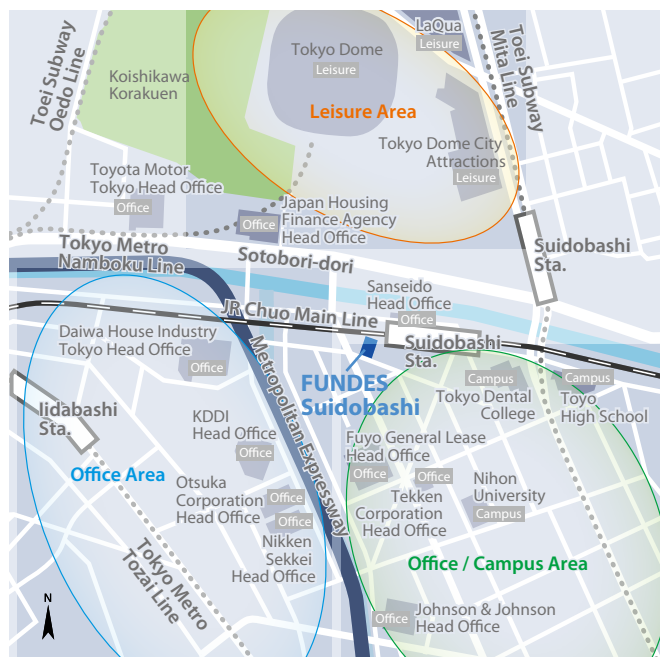 LaQua
Leisure
Toei Subway
Mita Line
Tokyo Dome
Leisure
Toei Subway
Oedo Line
Koishikawa
Korakuen
Leisure Area
Tokyo Dome City
Attractions
Leisure
Toyota Motor
Tokyo Head Office
Office
Japan Housing
Finance Agency
Head Office
Office
Tokyo Metro
Namboku Line
Sotobori-dori
Suidobashi
Sta.
Sanseido
Head Office
Office
JR Chuo Main Line
Suidobashi
Sta.
Daiwa House Industry
Tokyo Head Office
Office
FUNDES
Suidobashi
Metropolitan Expressway
Campus
Tokyo Dental
College
Campus
Toyo
High School
Iidabashi
Sta.
KDDI
Head Office
Office
Fuyo General Lease
Head Office
Office
Office
Tekken
Corporation
Head Office
Nihon
University
Campus
Office Area
Otsuka
Corporation
Head Office
Office
Office
Nikken
Sekkei
Head Office
Tokyo Metro
Tozai Line
Office / Campus Area
Johnson & Johnson
Head Office
Office
N